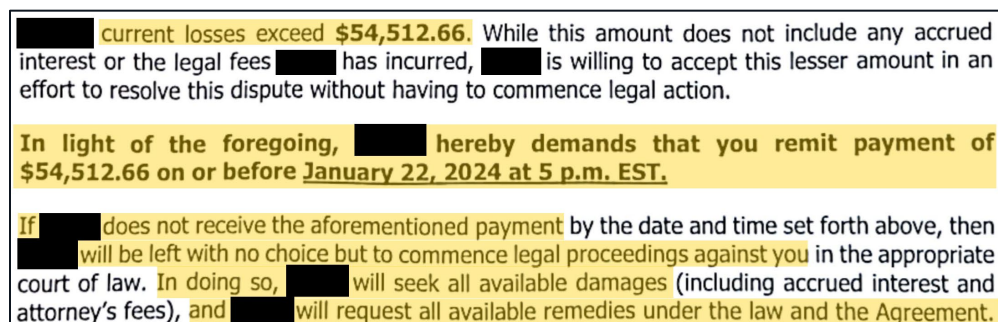 current losses exceed $54,512.66. While this amount does not include any accrued
interest or the legal fees has incurred, is willing to accept this lesser amount in an
effort to resolve this dispute without having to commence legal action.
In light of the foregoing, hereby demands that you remit payment of
$54,512.66 on or before January 22, 2024 at 5 p.m. EST.
If does not receive the aforementioned payment by the date and time set forth above, then
will be left with no choice but to commence legal proceedings against you in the appropriate
court of law. In doing so, will seek all available damages (including accrued interest and
attorney's fees), and will request all available remedies under the law and the Agreement.